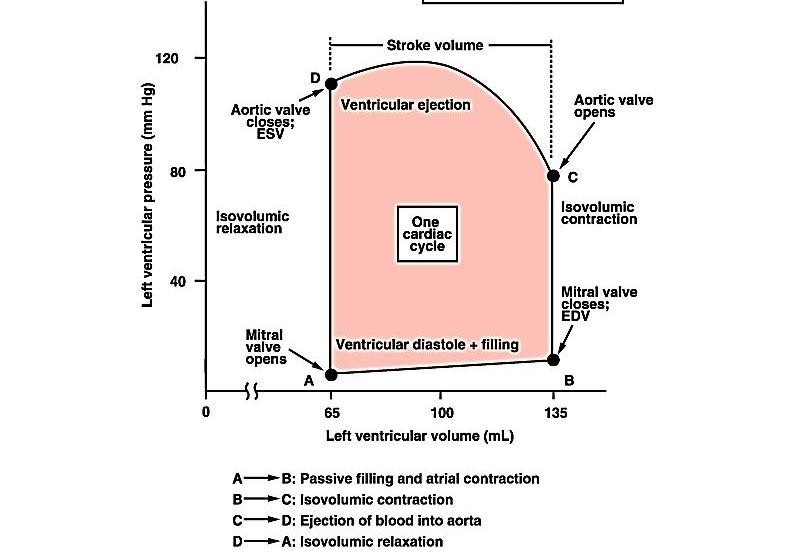 Stroke volume
120
D
Ventricular ejection
Aortic valve
closes;
ESV
Aortic valve
opens
80
C
Left ventricular pressure (mm Hg)
Isovolumic
relaxation
One
cardiac
cycle
Isovolumic
contraction
40
Mitral valve
closes;
EDV
Mitral
valve
opens
Ventricular diastole + filling
A
B
0
65
100
135
Left ventricular volume (mL)
A → B: Passive filling and atrial contraction
B → C: Isovolumic contraction
C → D: Ejection of blood into aorta
D → A: Isovolumic relaxation